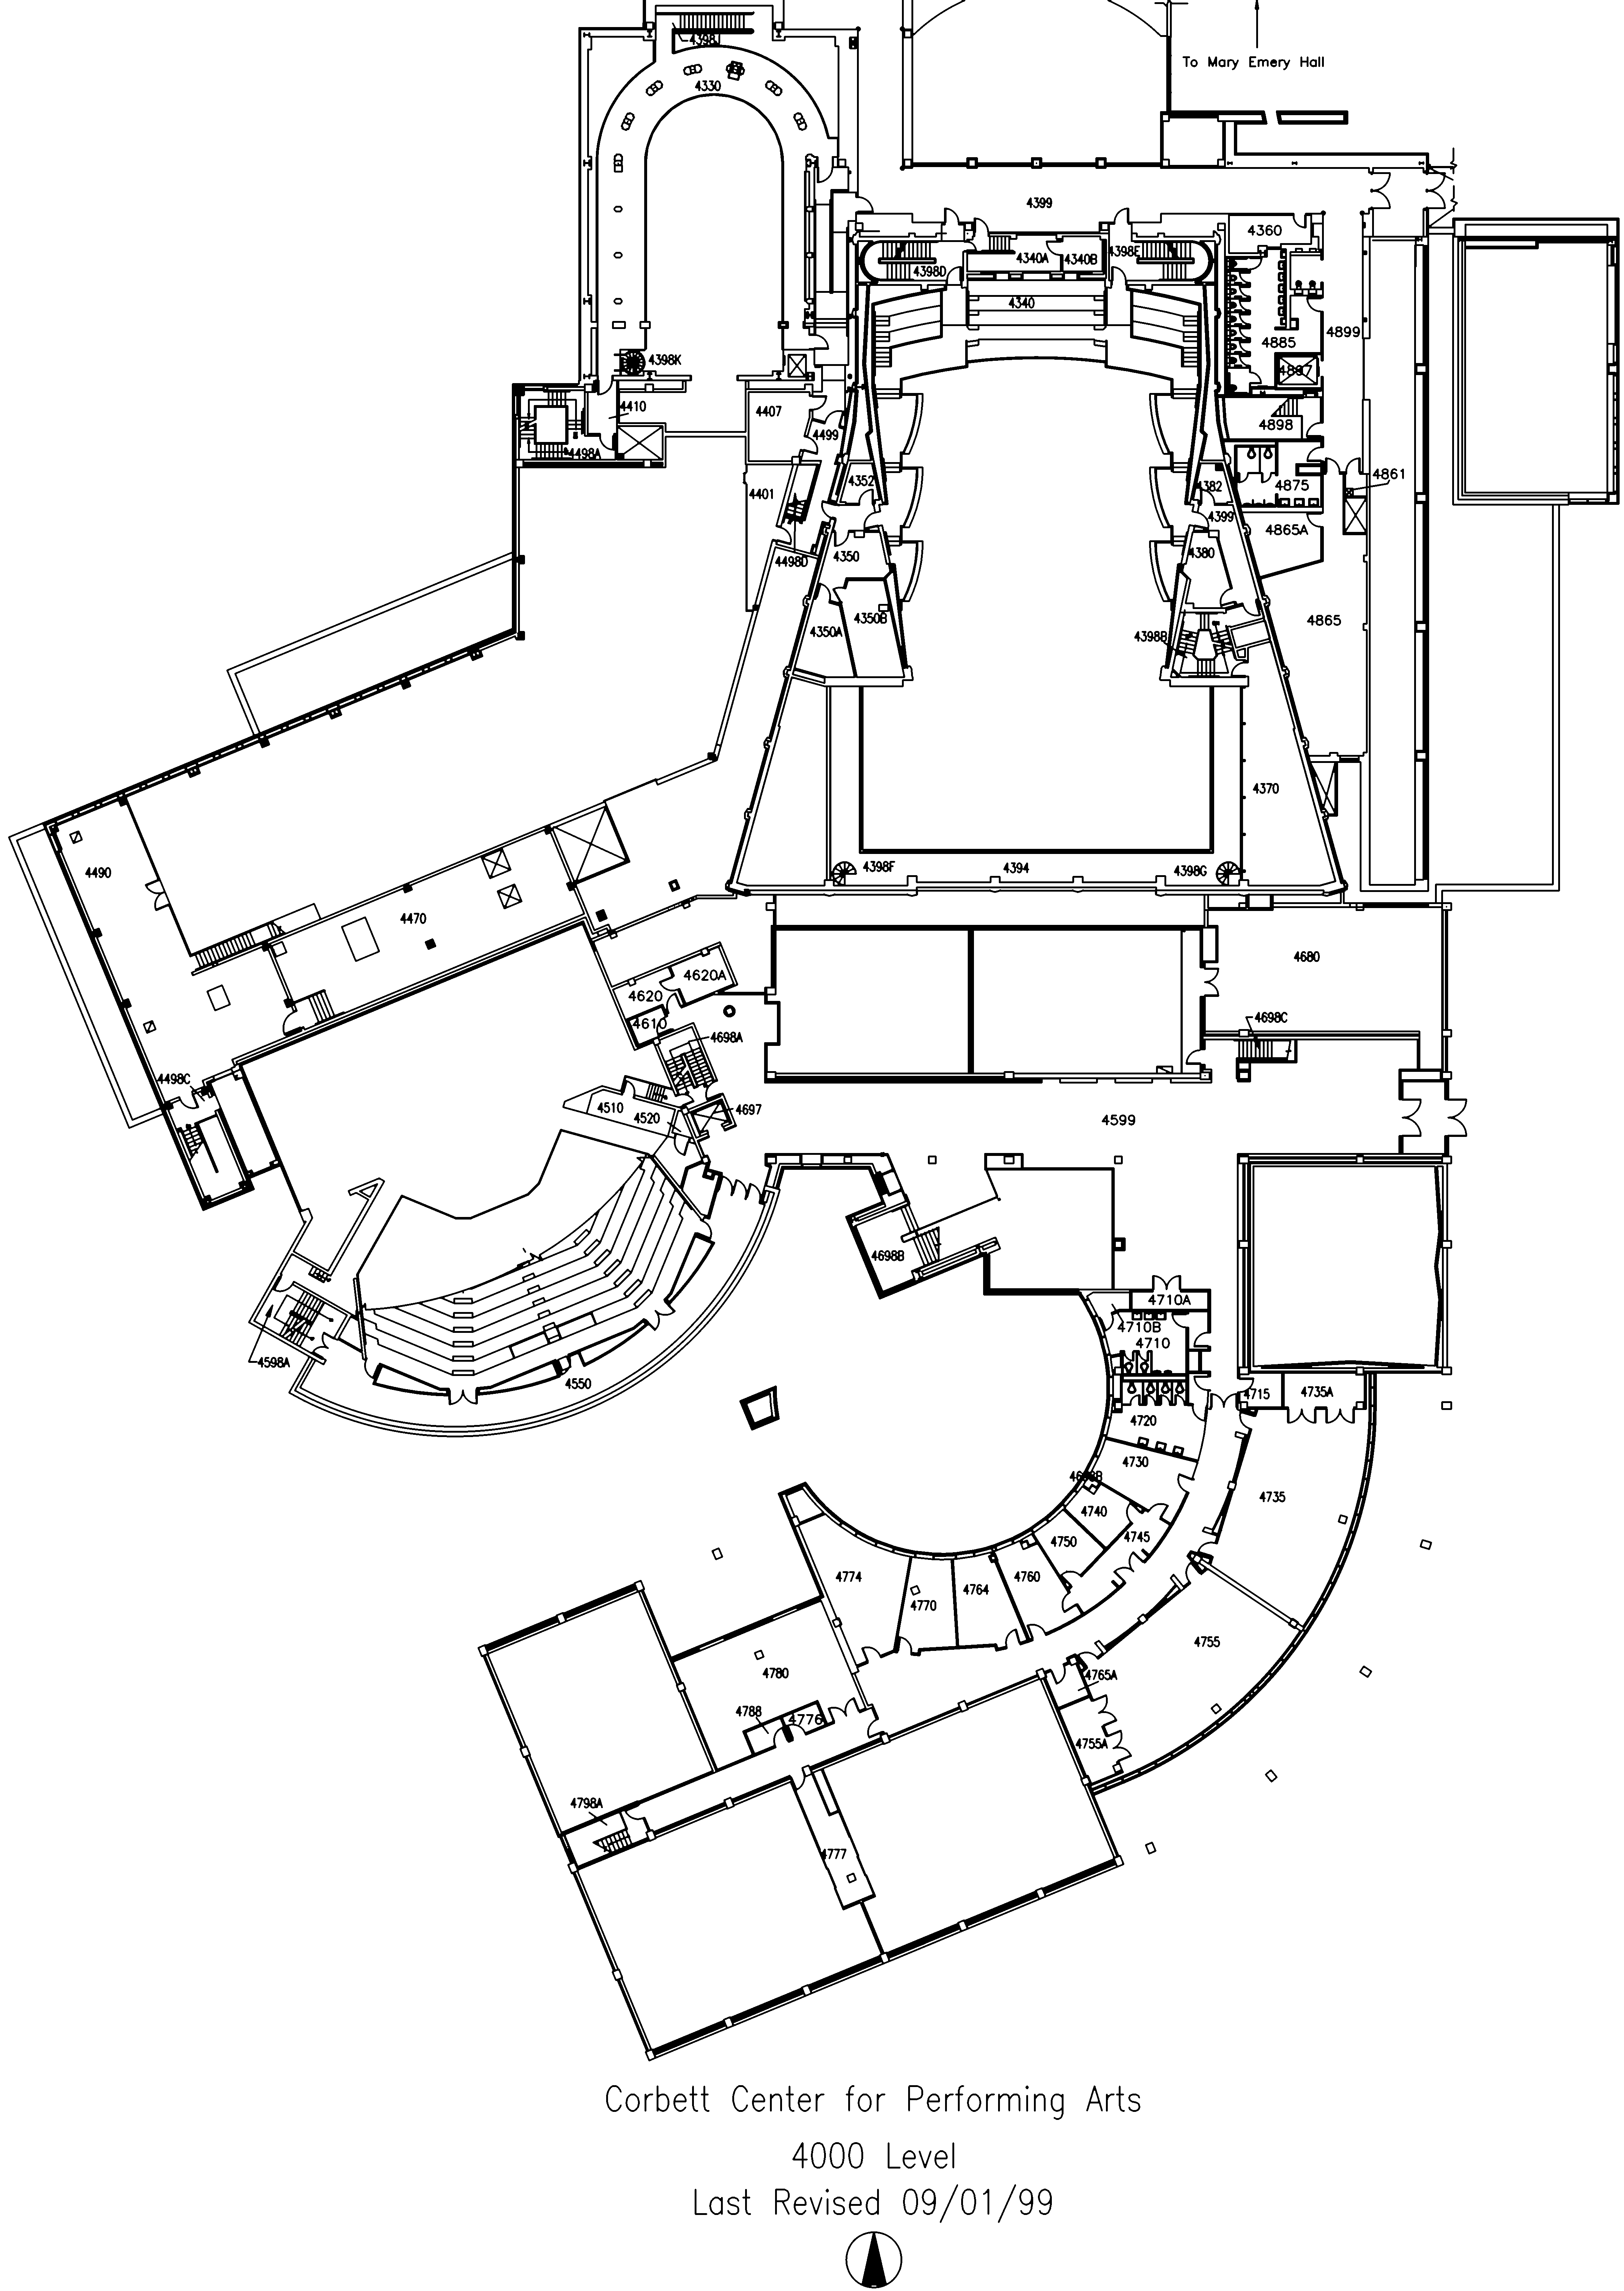 4398J
To Mary Emery Hall
4330
4399
4360
4340A
4340B
4398E
4398D
4340
4899
4885
4398K
4897
4410
4407
4499
4898
4498A
4861
4352
4382
4875
4401
4399
4865A
4350
4380
4498D
4350B
4350A
4865
4398B
4370
4398F
4394
4398G
4490
4470
4680
4620A
4620
4610
4698C
4698A
4498C
4510
4520
4697
4599
4698B
4710A
4710B
4710
4598A
4550
4715
4735A
4720
4730
4735
4740
4745
4750
4774
4760
4764
4770
4755
4780
4765A
4788
4776
4755A
4798A
4777
Corbett Center for Performing Arts
4000 Level
Last Revised 09/01/99